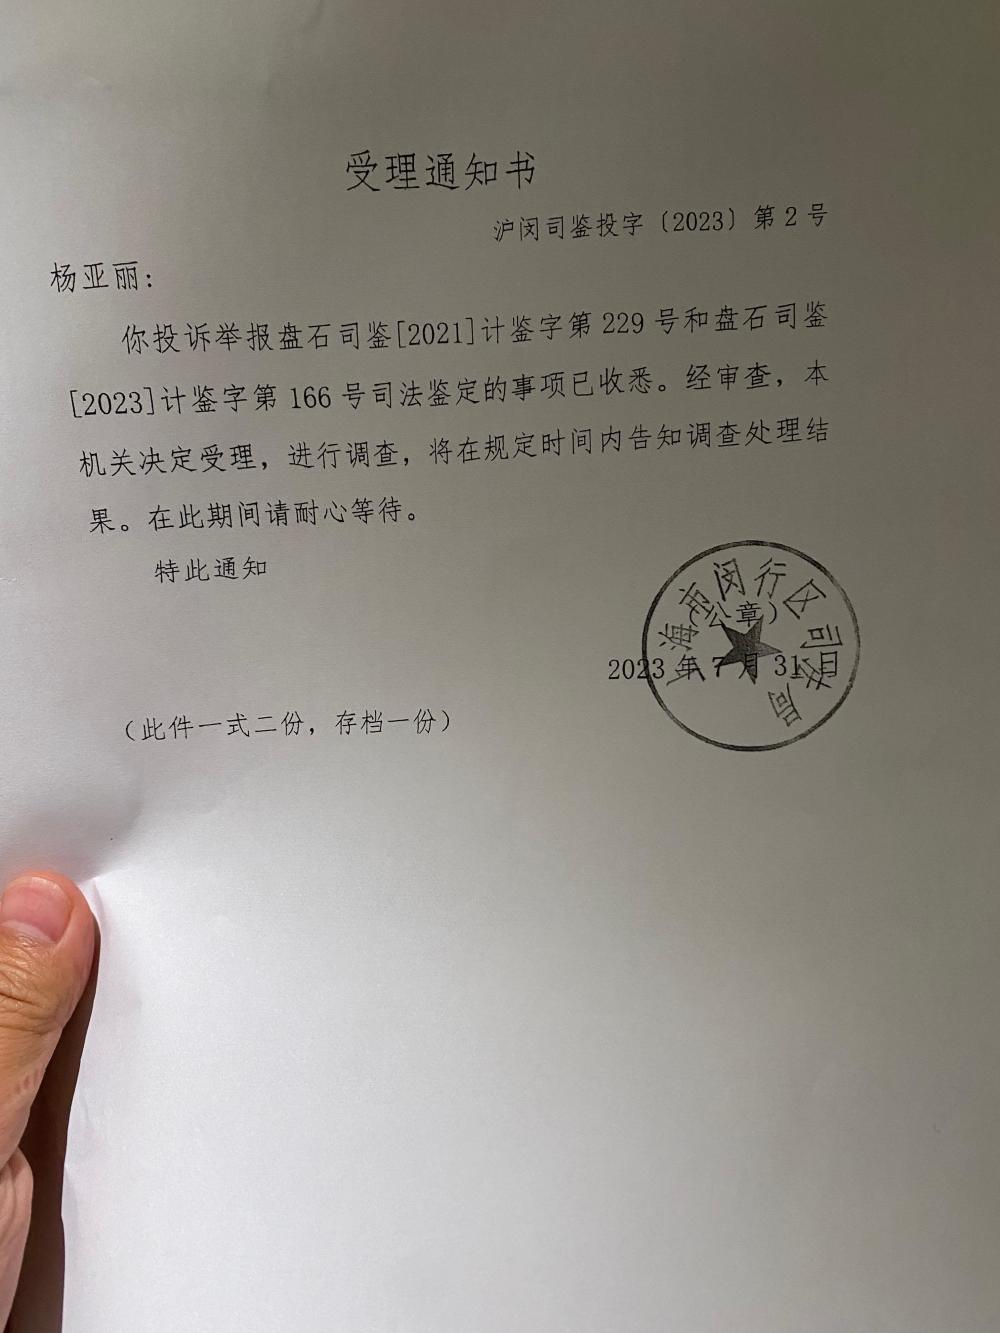 受理通知书
沪闵司鉴投字〔2023〕第2号
杨亚丽：
你投诉举报盘石司鉴[2021]计鉴字第229号和盘石司鉴
[2023]计鉴字第166号司法鉴定的事项已收悉。经审查，本
机关决定受理，进行调查，将在规定时间内告知调查处理结
果。在此期间请耐心等待。
特此通知
上海市闵行区司法局
（公章）
2023年7月31日
（此件一式二份，存档一份）